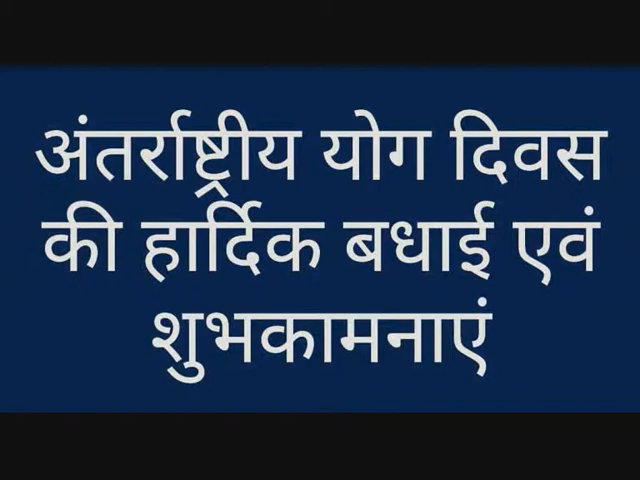 अंतर्राष्ट्रीय योग दिवस
की हार्दिक बधाई एवं
शुभकामनाएं